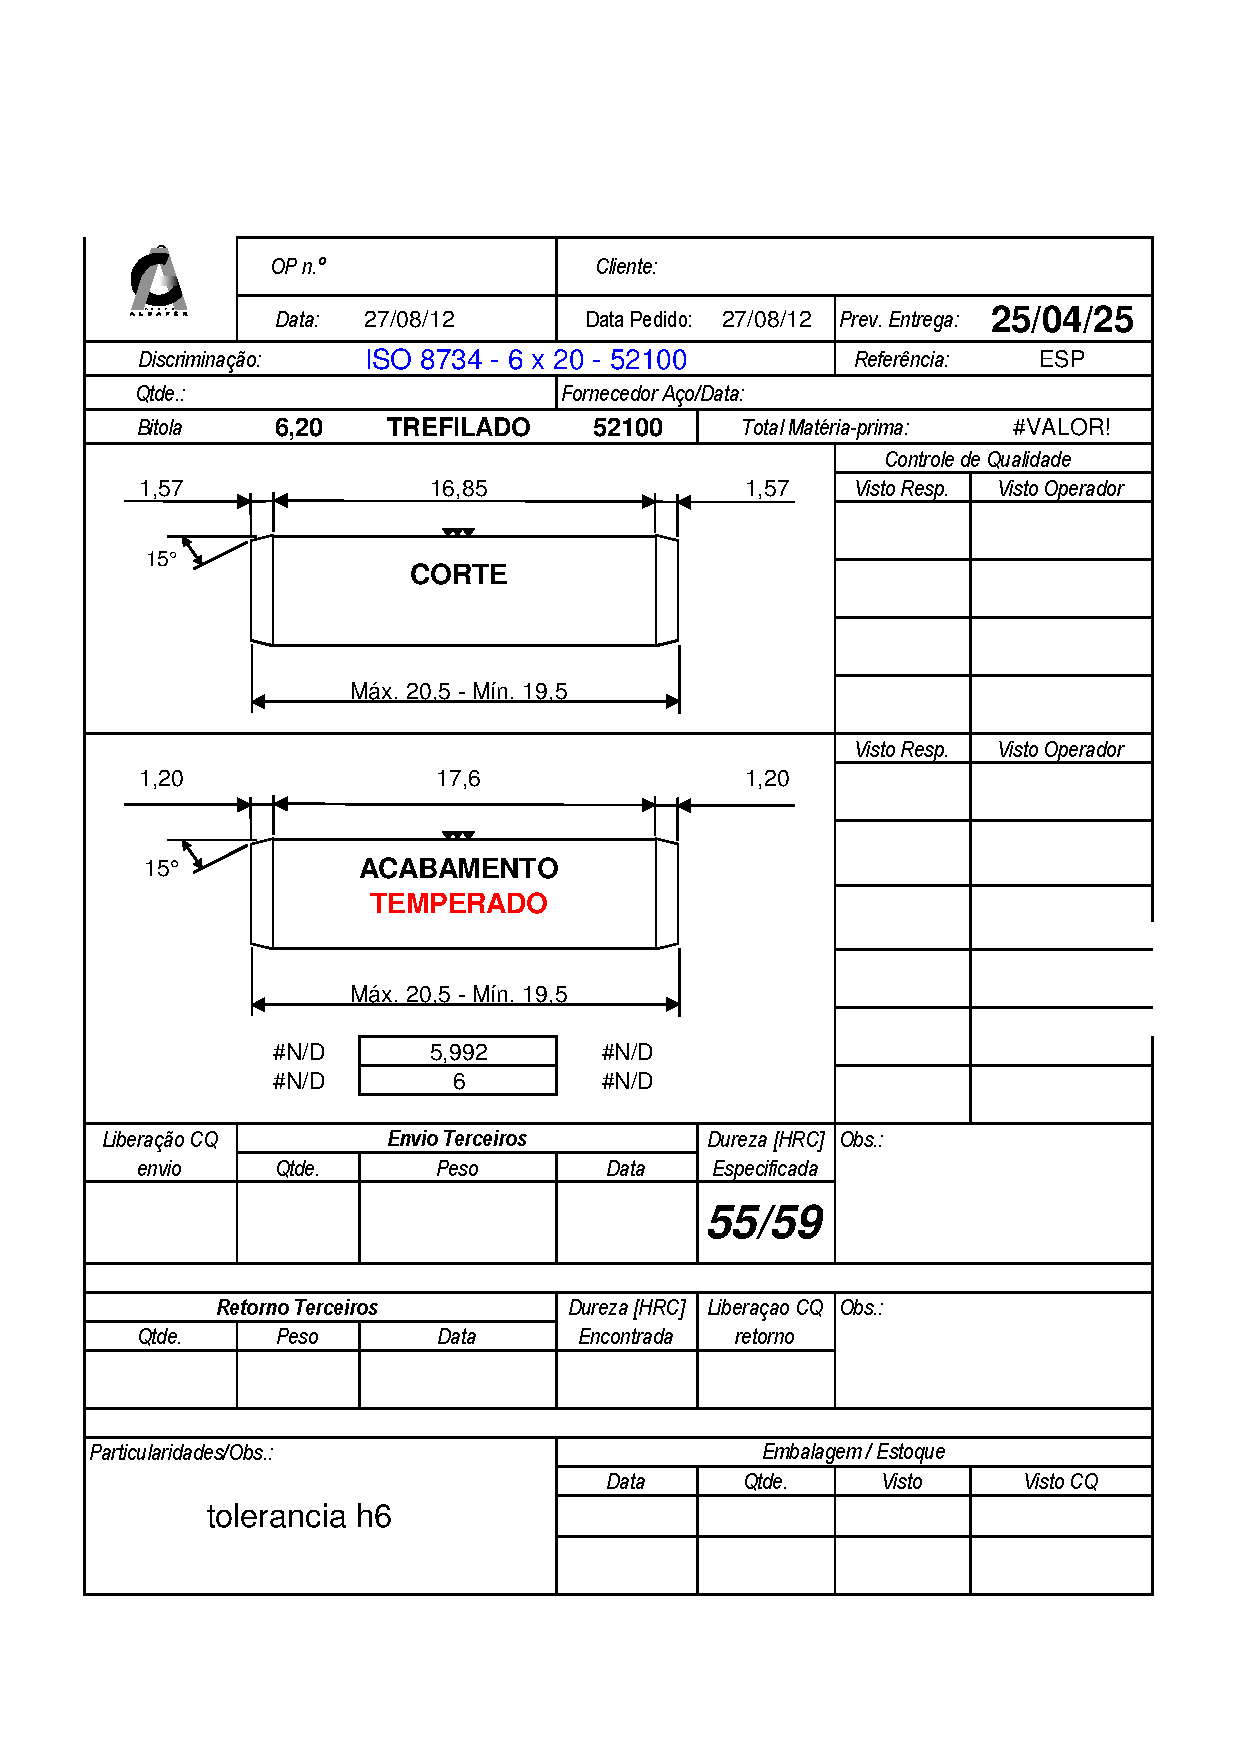 ALBAFER
OP n.º Cliente:
Data: 27/08/12 Data Pedido: 27/08/12 Prev. Entrega: 25/04/25
Discriminação: ISO 8734 - 6 x 20 - 52100 Referência: ESP
Qtde.: Fornecedor Aço/Data:
Bitola 6,20 TREFILADO 52100 Total Matéria-prima: #VALOR!
Controle de Qualidade
1,57 16,85 1,57 Visto Resp. Visto Operador
15°
CORTE
Máx. 20,5 - Mín. 19,5
Visto Resp. Visto Operador
1,20 17,6 1,20
15° ACABAMENTO
TEMPERADO
Máx. 20,5 - Mín. 19,5
#N/D 5,992 #N/D
#N/D 6 #N/D
Liberação CQ Envio Terceiros Dureza [HRC] Obs.:
envio Qtde. Peso Data Especificada
55/59
Retorno Terceiros Dureza [HRC] Liberaçao CQ Obs.:
Qtde. Peso Data Encontrada retorno
Particularidades/Obs.: Embalagem / Estoque
Data Qtde. Visto Visto CQ
tolerancia h6